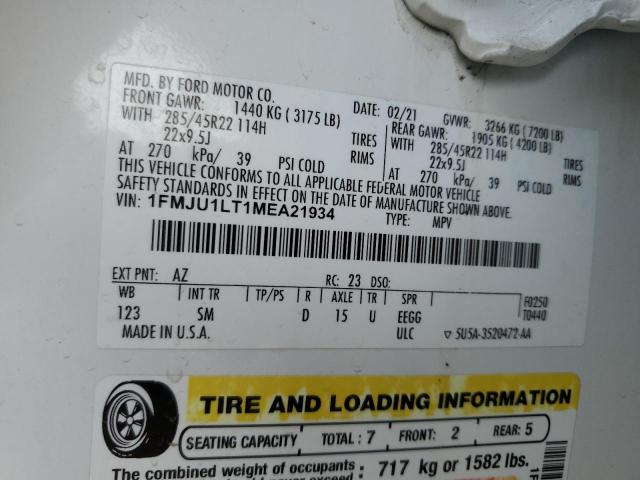 MFD. BY FORD MOTOR CO.
DATE: 02/21 GVWR: 3266 KG (7200 LB)
FRONT GAWR: 1440 KG (3175 LB) REAR GAWR: 1905 KG (4200 LB)
WITH 285/45R22 114H TIRES WITH 285/45R22 114H TIRES
22x9.5J RIMS 22x9.5J RIMS
AT 270 kPa/ 39 PSI COLD AT 270 kPa/ 39 PSI COLD
THIS VEHICLE CONFORMS TO ALL APPLICABLE FEDERAL MOTOR VEHICLE
SAFETY STANDARDS IN EFFECT ON THE DATE OF MANUFACTURE SHOWN ABOVE.
VIN: 1FMJU1LT1MEA21934 TYPE: MPV
EXT PNT: AZ RC: 23 DSO:
WB INT TR TP/PS R AXLE TR SPR F0250
123 SM D 15 U EEGG T0440
MADE IN U.S.A. ULC 5U5A-3520472-AA
TIRE AND LOADING INFORMATION
SEATING CAPACITY TOTAL : 7 FRONT: 2 REAR: 5
The combined weight of occupants : 717 kg or 1582 lbs.